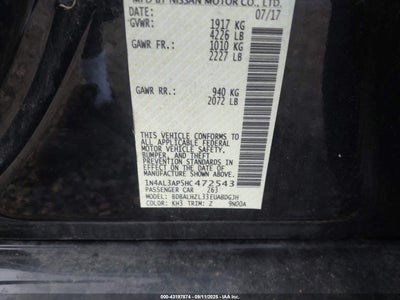 MFD BY NISSAN MOTOR CO., LTD.
DATE: 07/17
GVWR: 1917 KG
4226 LB
GAWR FR: 1010 KG
2227 LB
GAWR RR: 940 KG
2072 LB
THIS VEHICLE CONFORMS TO ALL
APPLICABLE FEDERAL
MOTOR VEHICLE SAFETY, BUMPER,
AND THEFT PREVENTION
STANDARDS IN EFFECT ON THE
DATE OF MANUFACTURE
SHOWN ABOVE.
1N4AL3AP5HC472543
PASSENGER CAR 263
MODEL:
COLOR: KH3 TRIM: Z 9N00A
000-43197874 - 09/11/2025 - IAAHTX